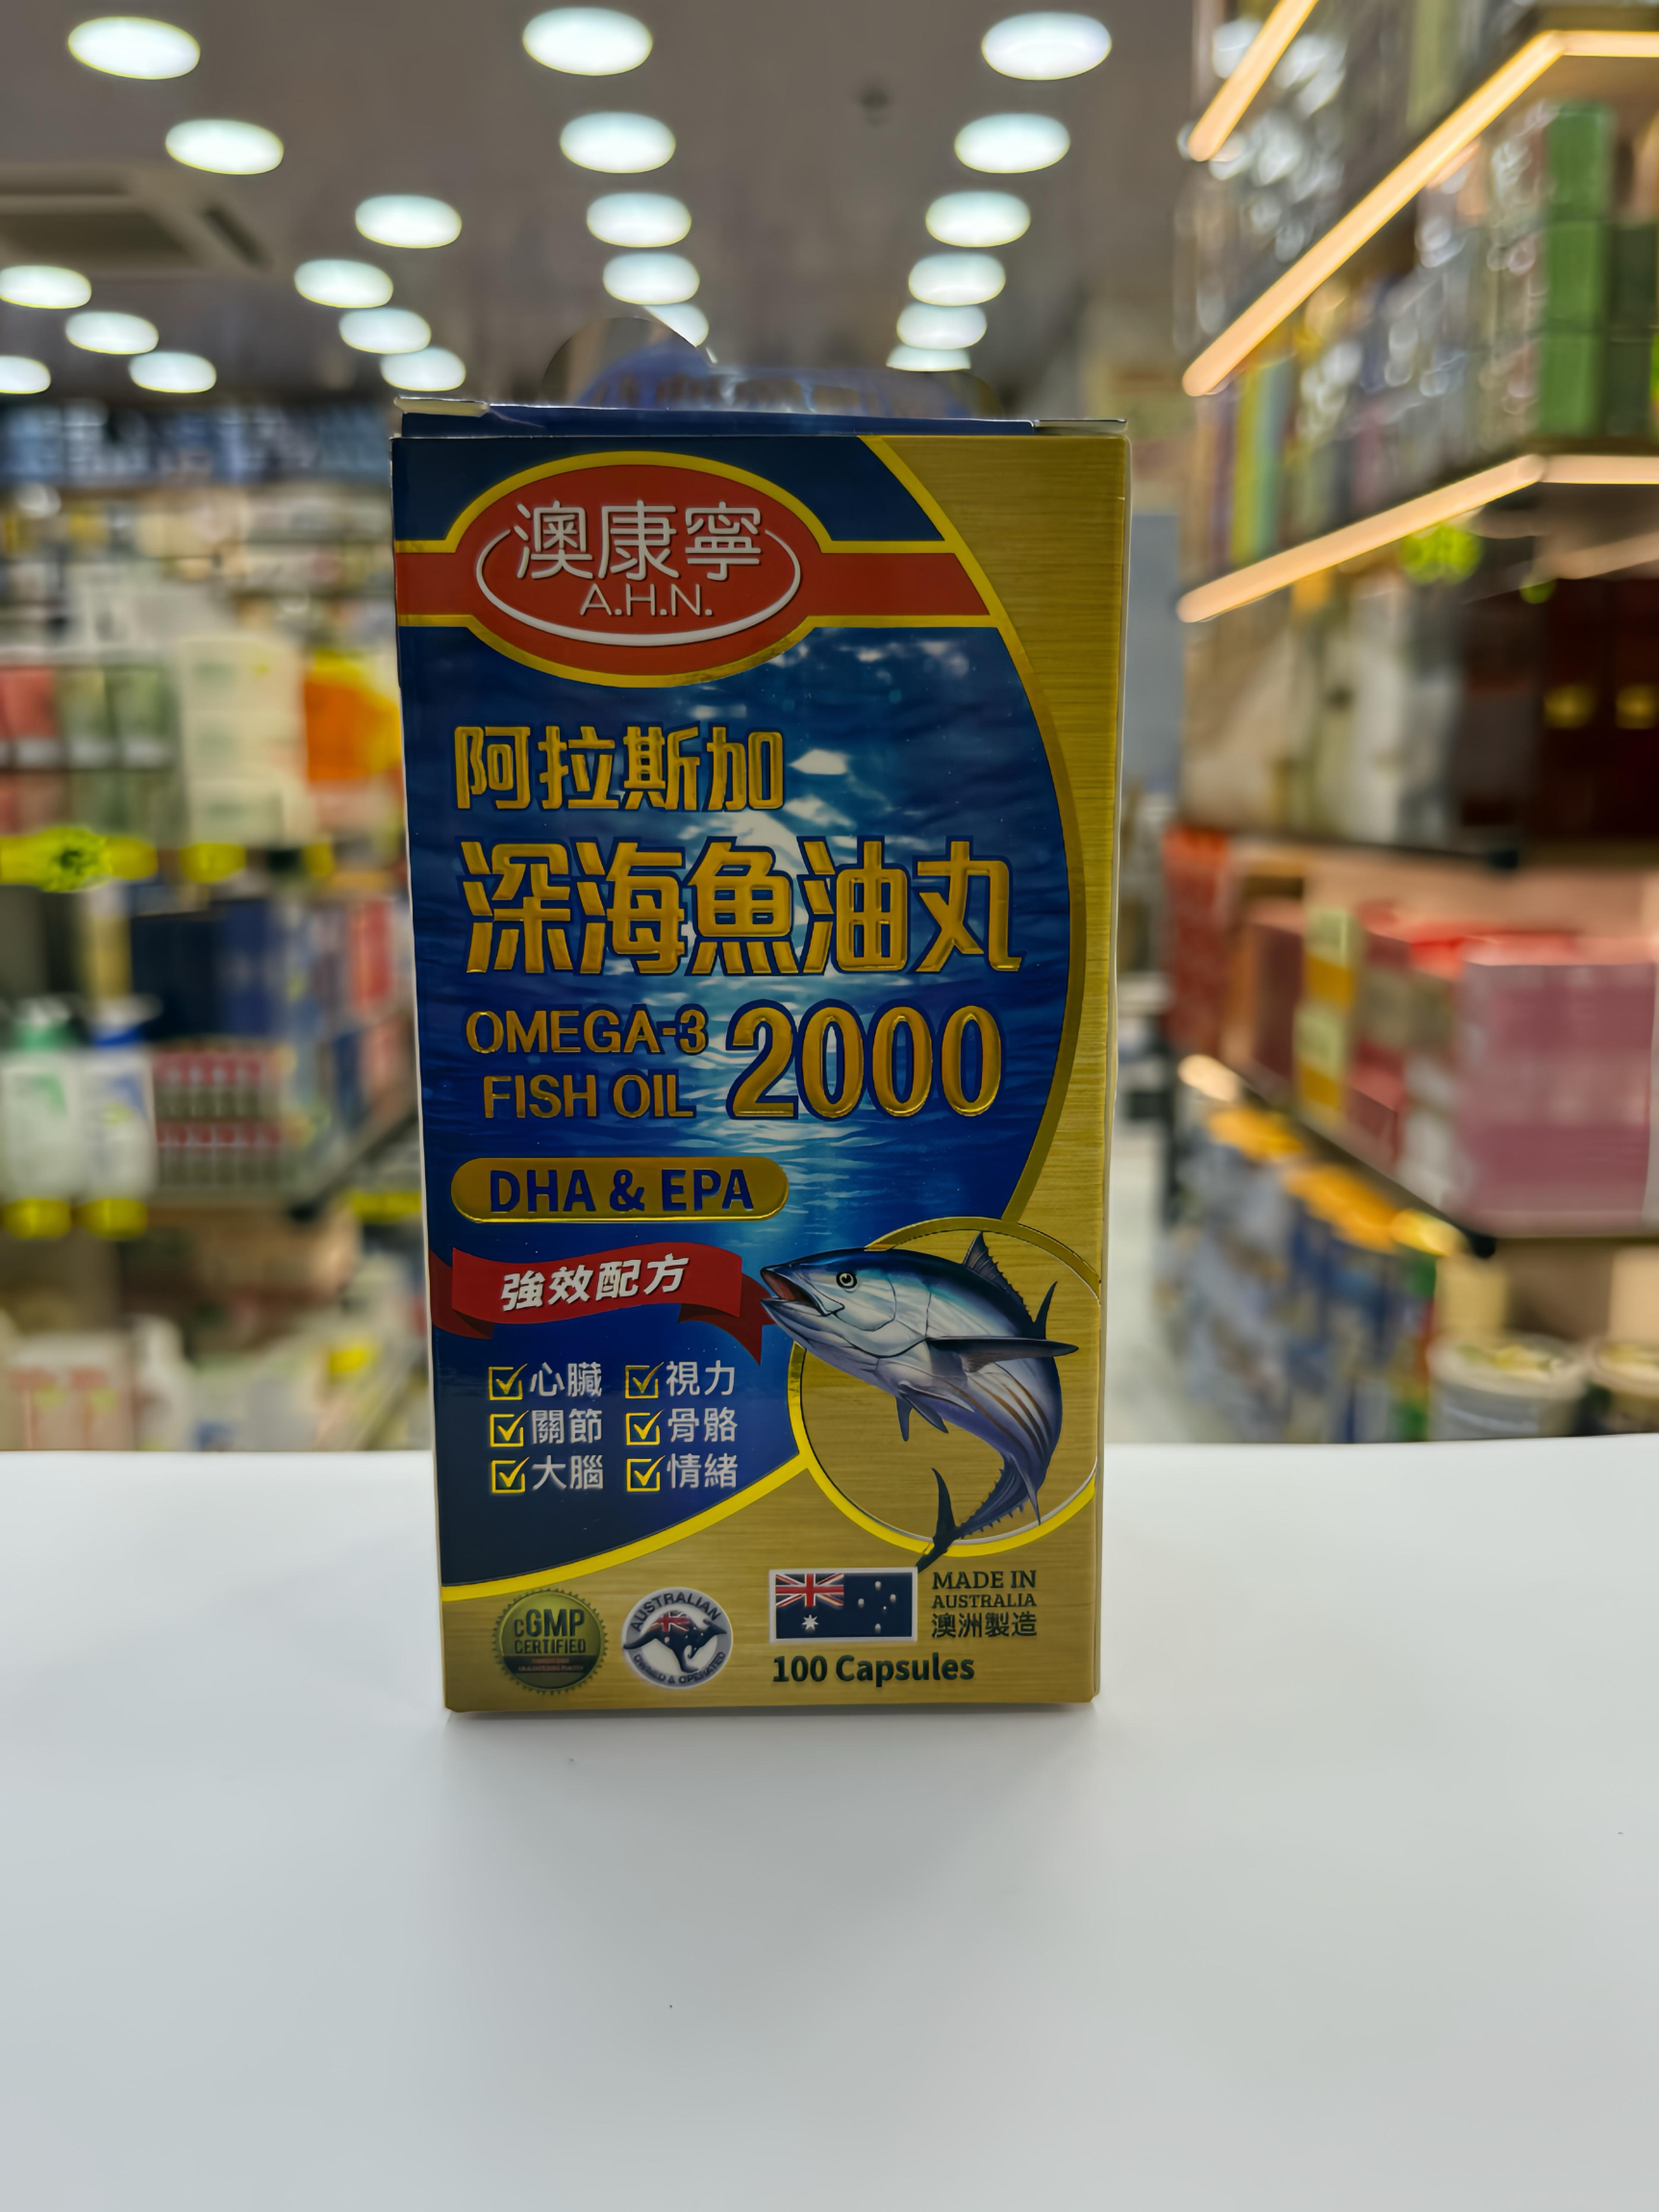 澳康寧
A.H.N.
阿拉斯加
深海魚油丸
OMEGA-3
FISH OIL
2000
DHA & EPA
強效配方
心臟
視力
關節
骨骼
大腦
情緒
cGMP
CERTIFIED
AUSTRALIAN
OWNED & OPERATED
MADE IN
AUSTRALIA
澳洲製造
100 Capsules